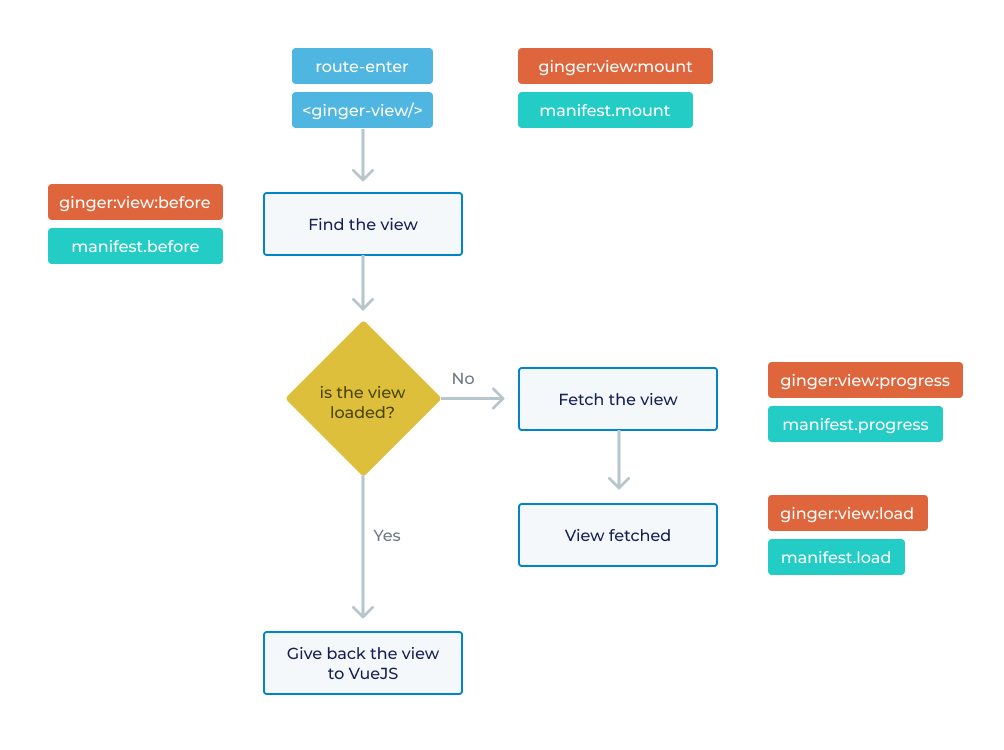 route-enter
ginger:view:mount
<ginger-view/>
manifest.mount
ginger:view:before
Find the view
manifest.before
is the view
loaded?
No
Fetch the view
ginger:view:progress
manifest.progress
Yes
View fetched
ginger:view:load
manifest.load
Give back the view
to VueJS